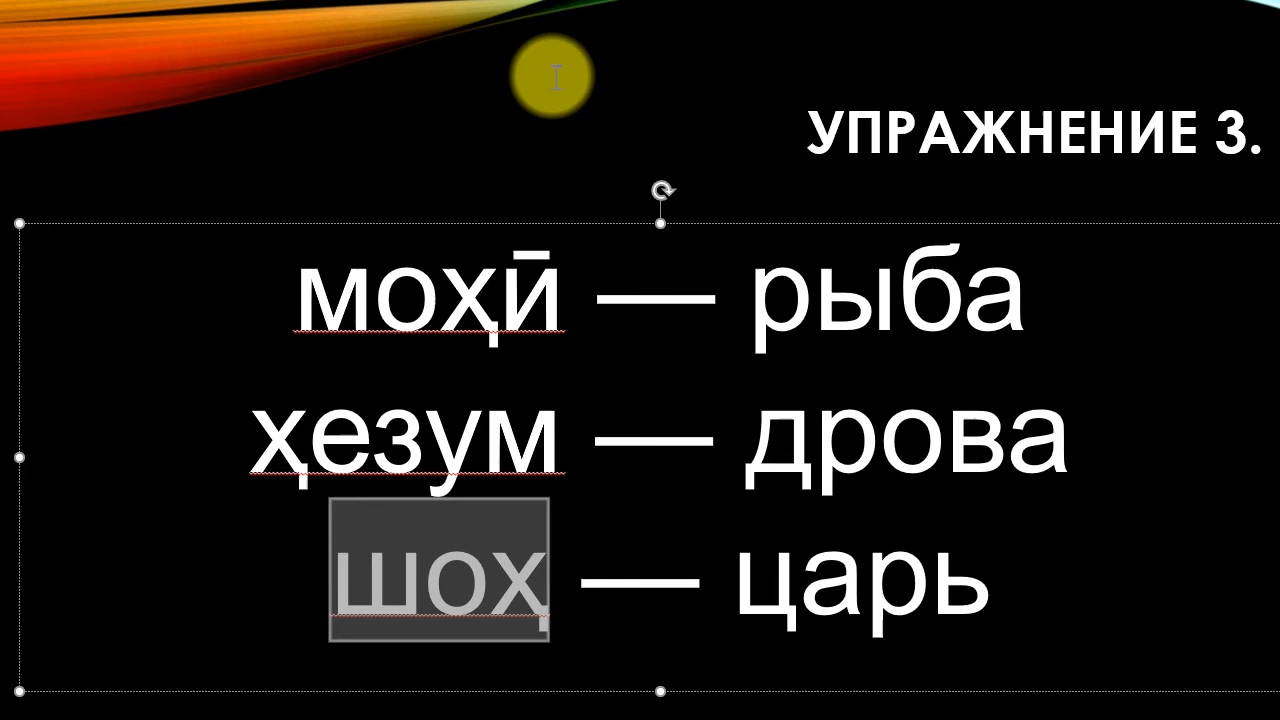 УПРАЖНЕНИЕ 3.
моҳӣ — рыба
ҳезум — дрова
шоҳ — царь